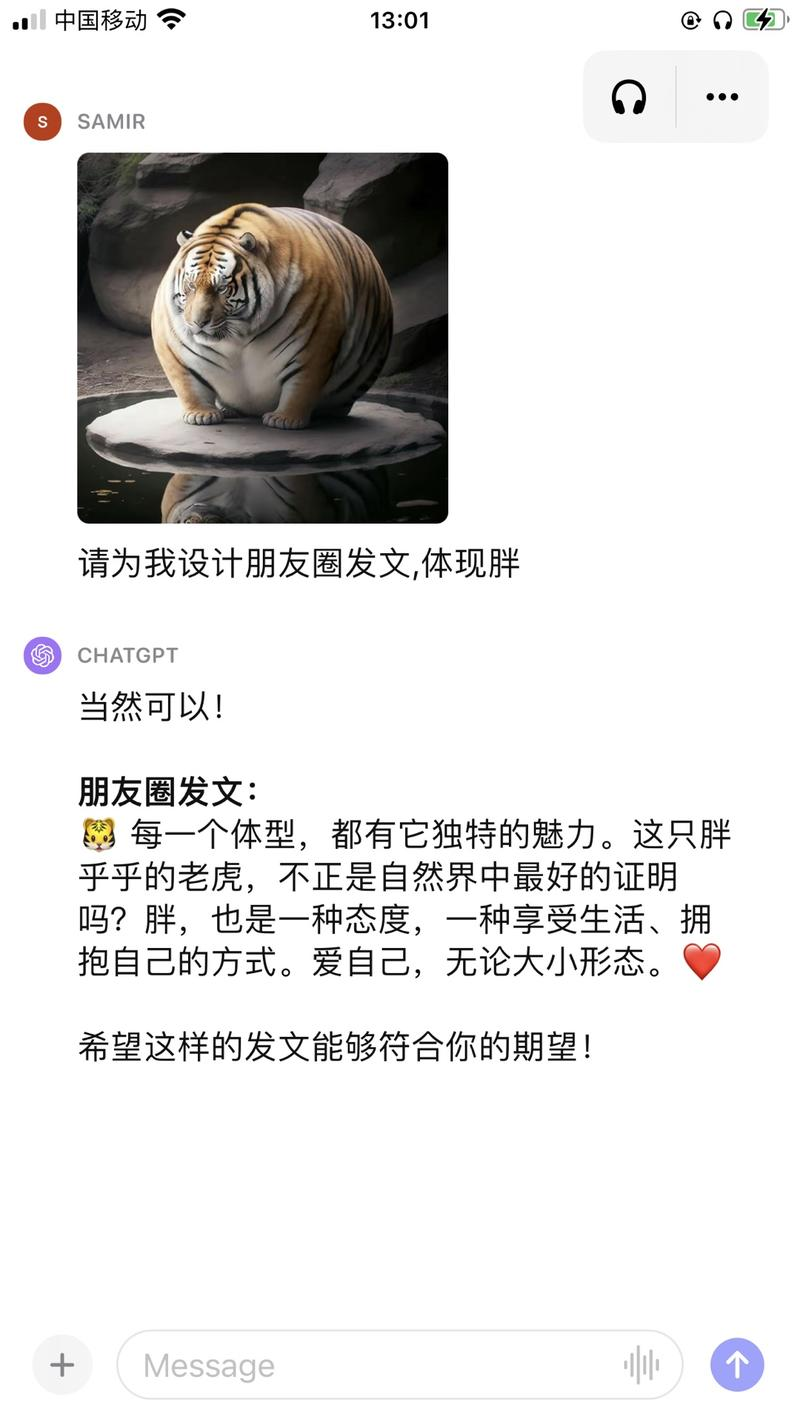 中国移动
13:01
S
SAMIR
请为我设计朋友圈发文,体现胖
CHATGPT
当然可以！
朋友圈发文：
🐯 每一个体型，都有它独特的魅力。这只胖
乎乎的老虎，不正是自然界中最好的证明
吗？胖，也是一种态度，一种享受生活、拥
抱自己的方式。爱自己，无论大小形态。❤️
希望这样的发文能够符合你的期望！
Message